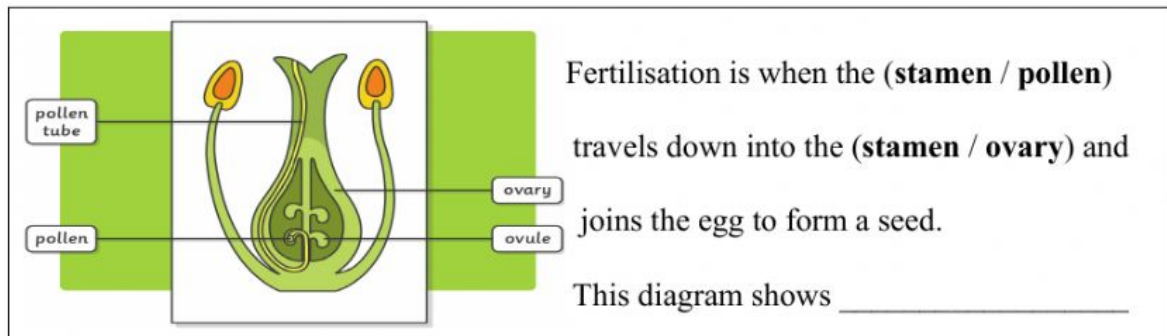 pollen
tube
pollen
ovary
ovule
Fertilisation is when the (stamen / pollen)
travels down into the (stamen / ovary) and
joins the egg to form a seed.
This diagram shows ____________________